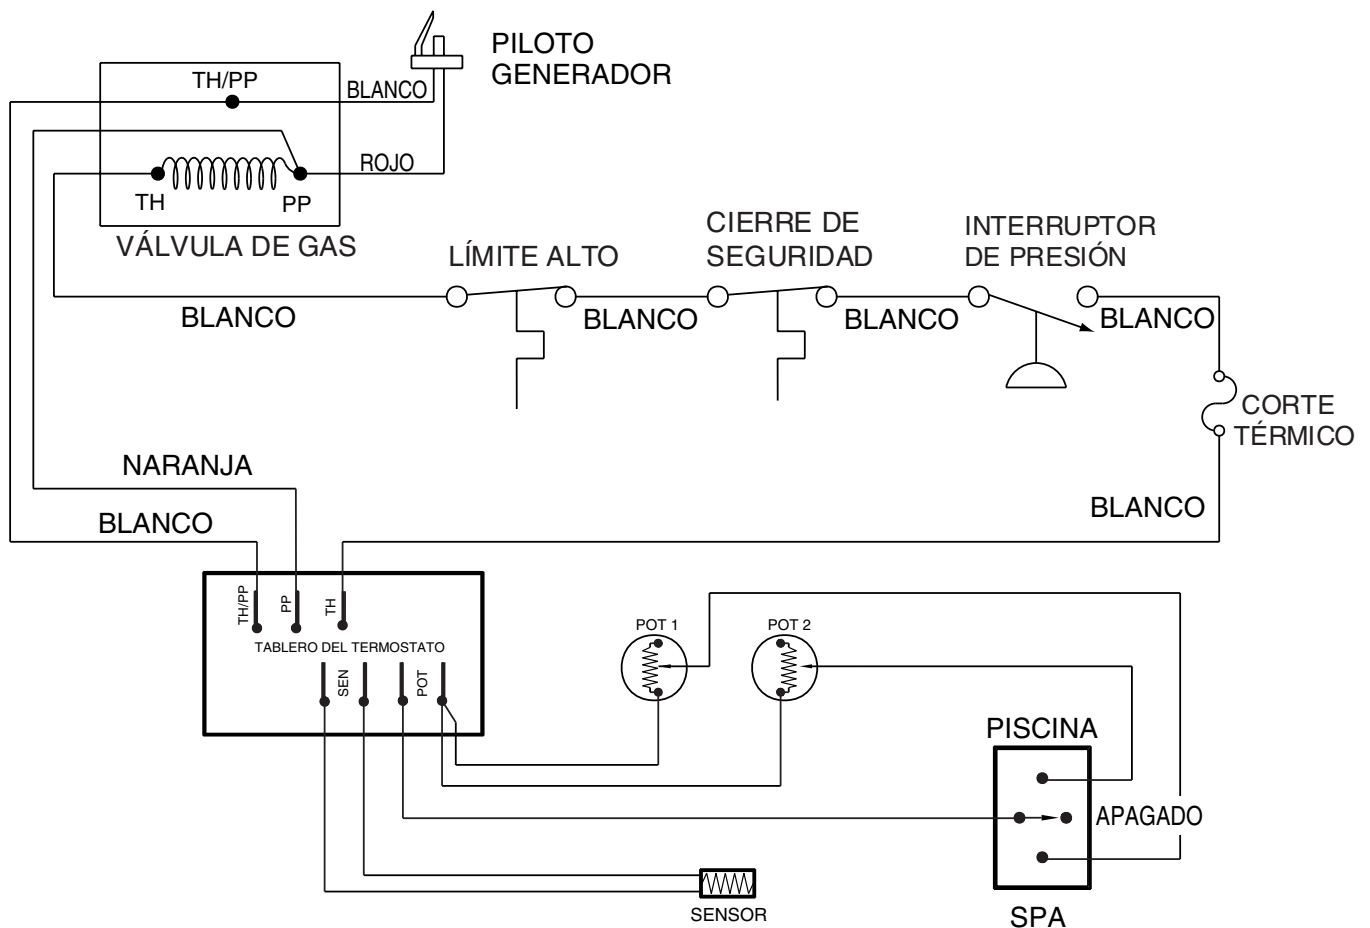 PILOTO
GENERADOR
TH/PP
BLANCO
ROJO
TH
PP
VÁLVULA DE GAS
LÍMITE ALTO
CIERRE DE
SEGURIDAD
INTERRUPTOR
DE PRESIÓN
BLANCO
BLANCO
BLANCO
BLANCO
CORTE
TÉRMICO
NARANJA
BLANCO
BLANCO
TH/PP
PP
TH
TABLERO DEL TERMOSTATO
SEN
POT
POT 1
POT 2
PISCINA
APAGADO
SPA
SENSOR